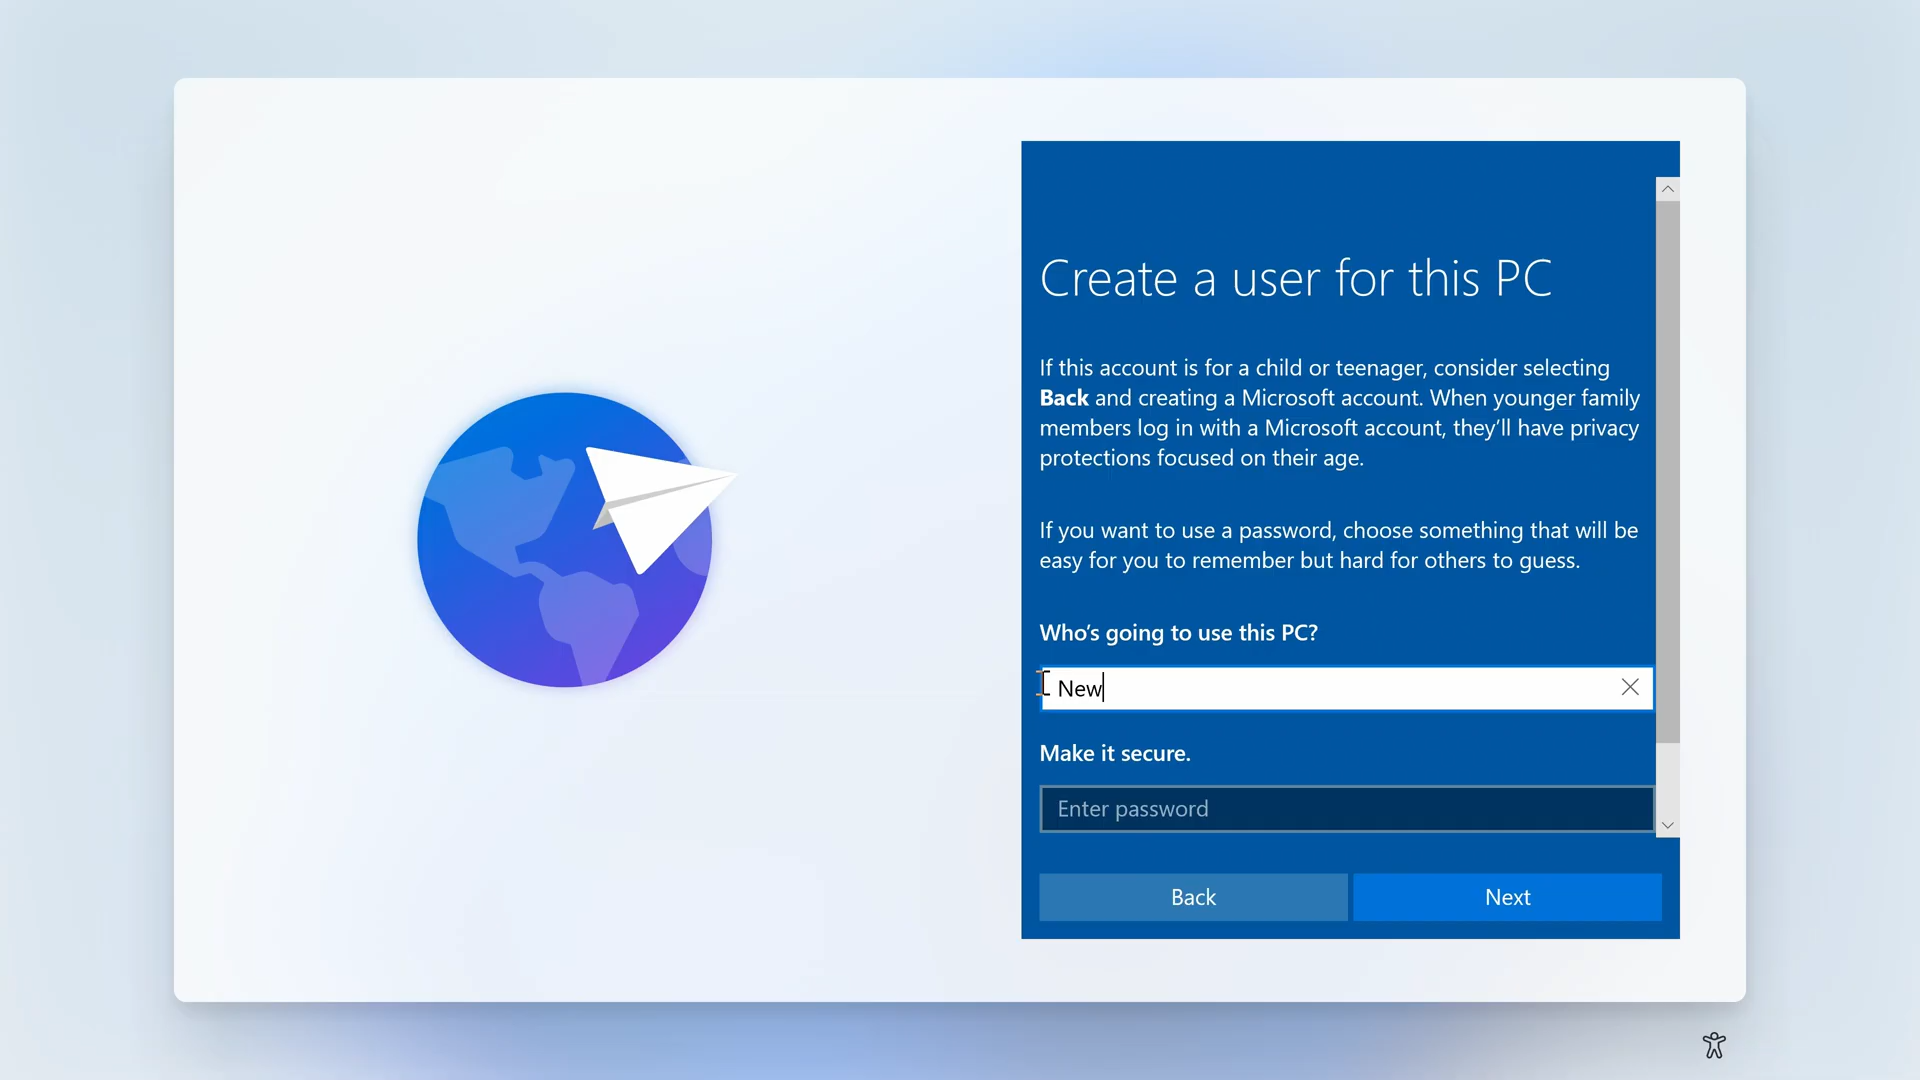 Create a user for this PC
If this account is for a child or teenager, consider selecting
Back and creating a Microsoft account. When younger family
members log in with a Microsoft account, they’ll have privacy
protections focused on their age.
If you want to use a password, choose something that will be
easy for you to remember but hard for others to guess.
Who’s going to use this PC?
New
Make it secure.
Enter password
Back
Next